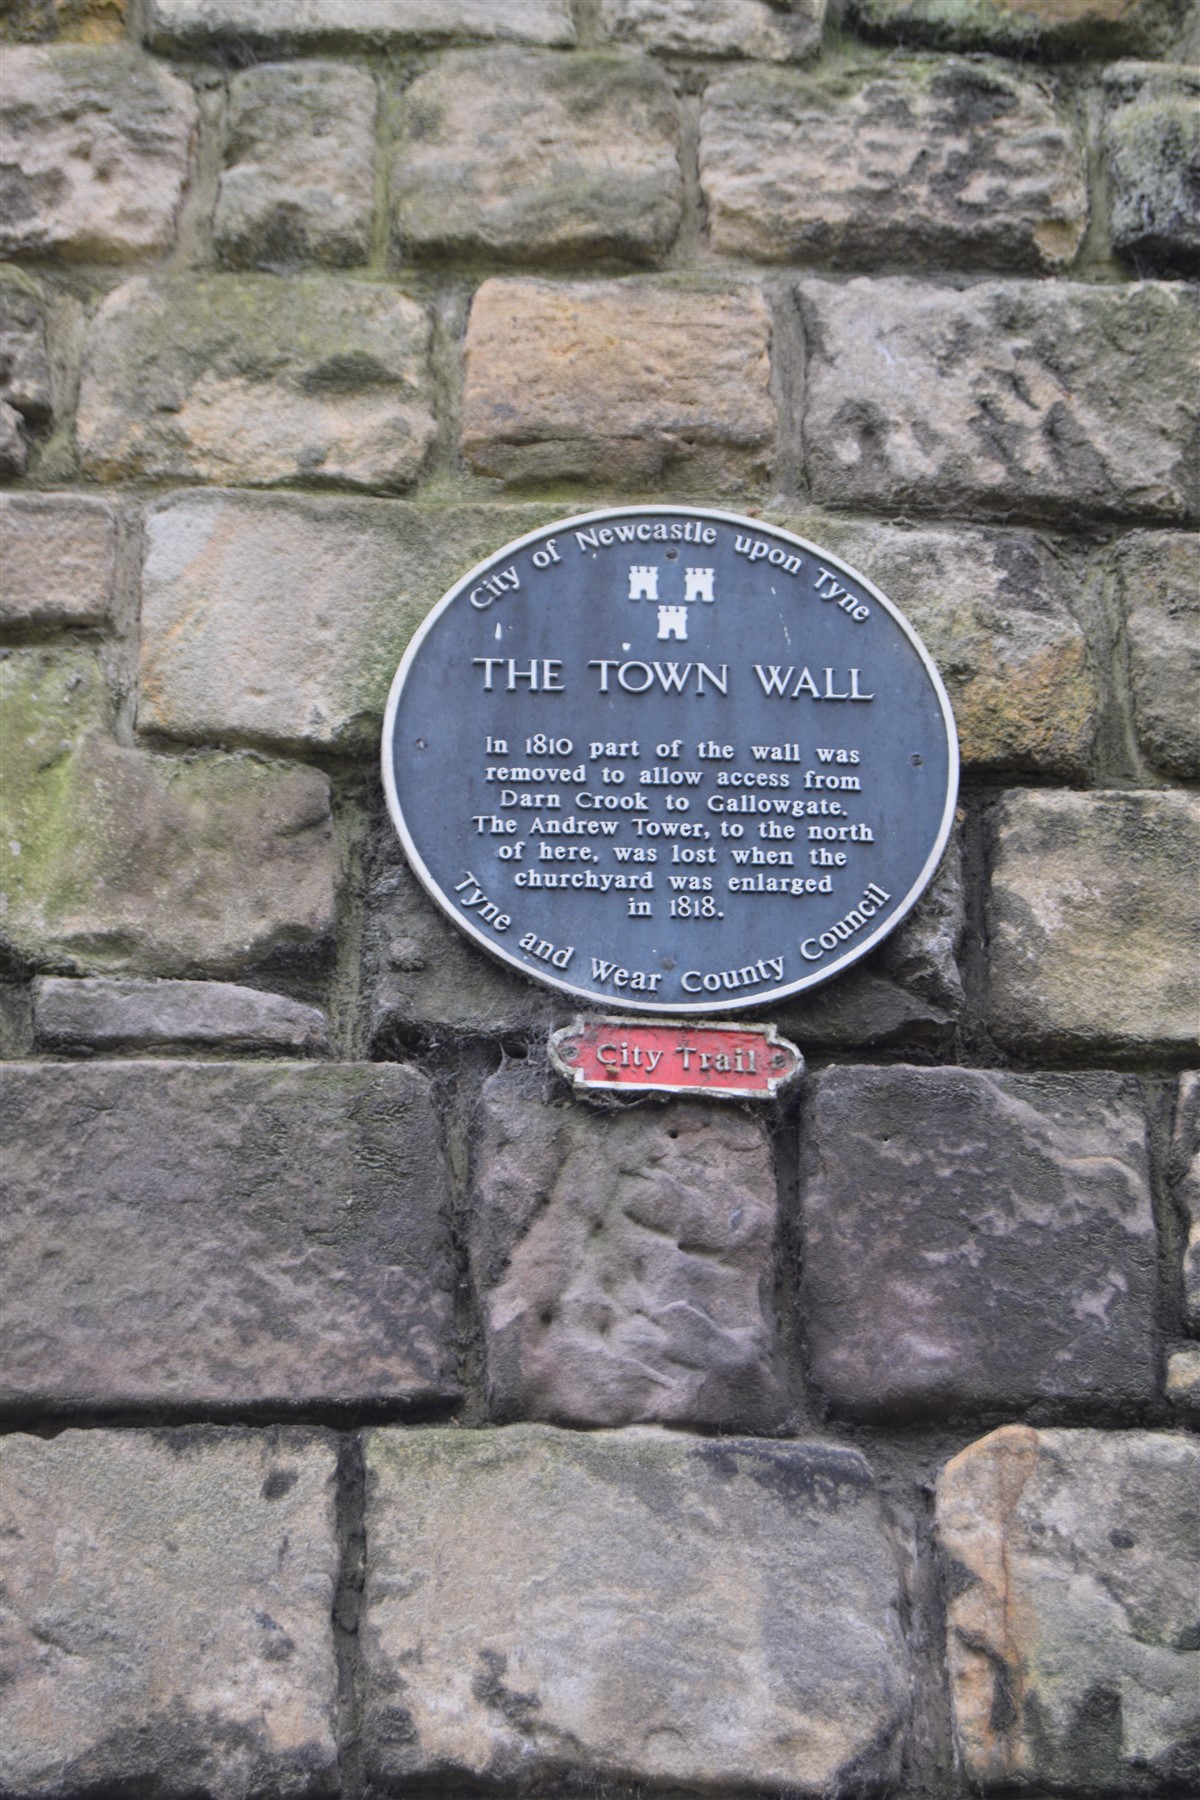 City of Newcastle upon Tyne
THE TOWN WALL
In 1810 part of the wall was
removed to allow access from
Darn Crook to Gallowgate.
The Andrew Tower, to the north
of here, was lost when the
churchyard was enlarged
in 1818.
Tyne and Wear County Council
City Trail